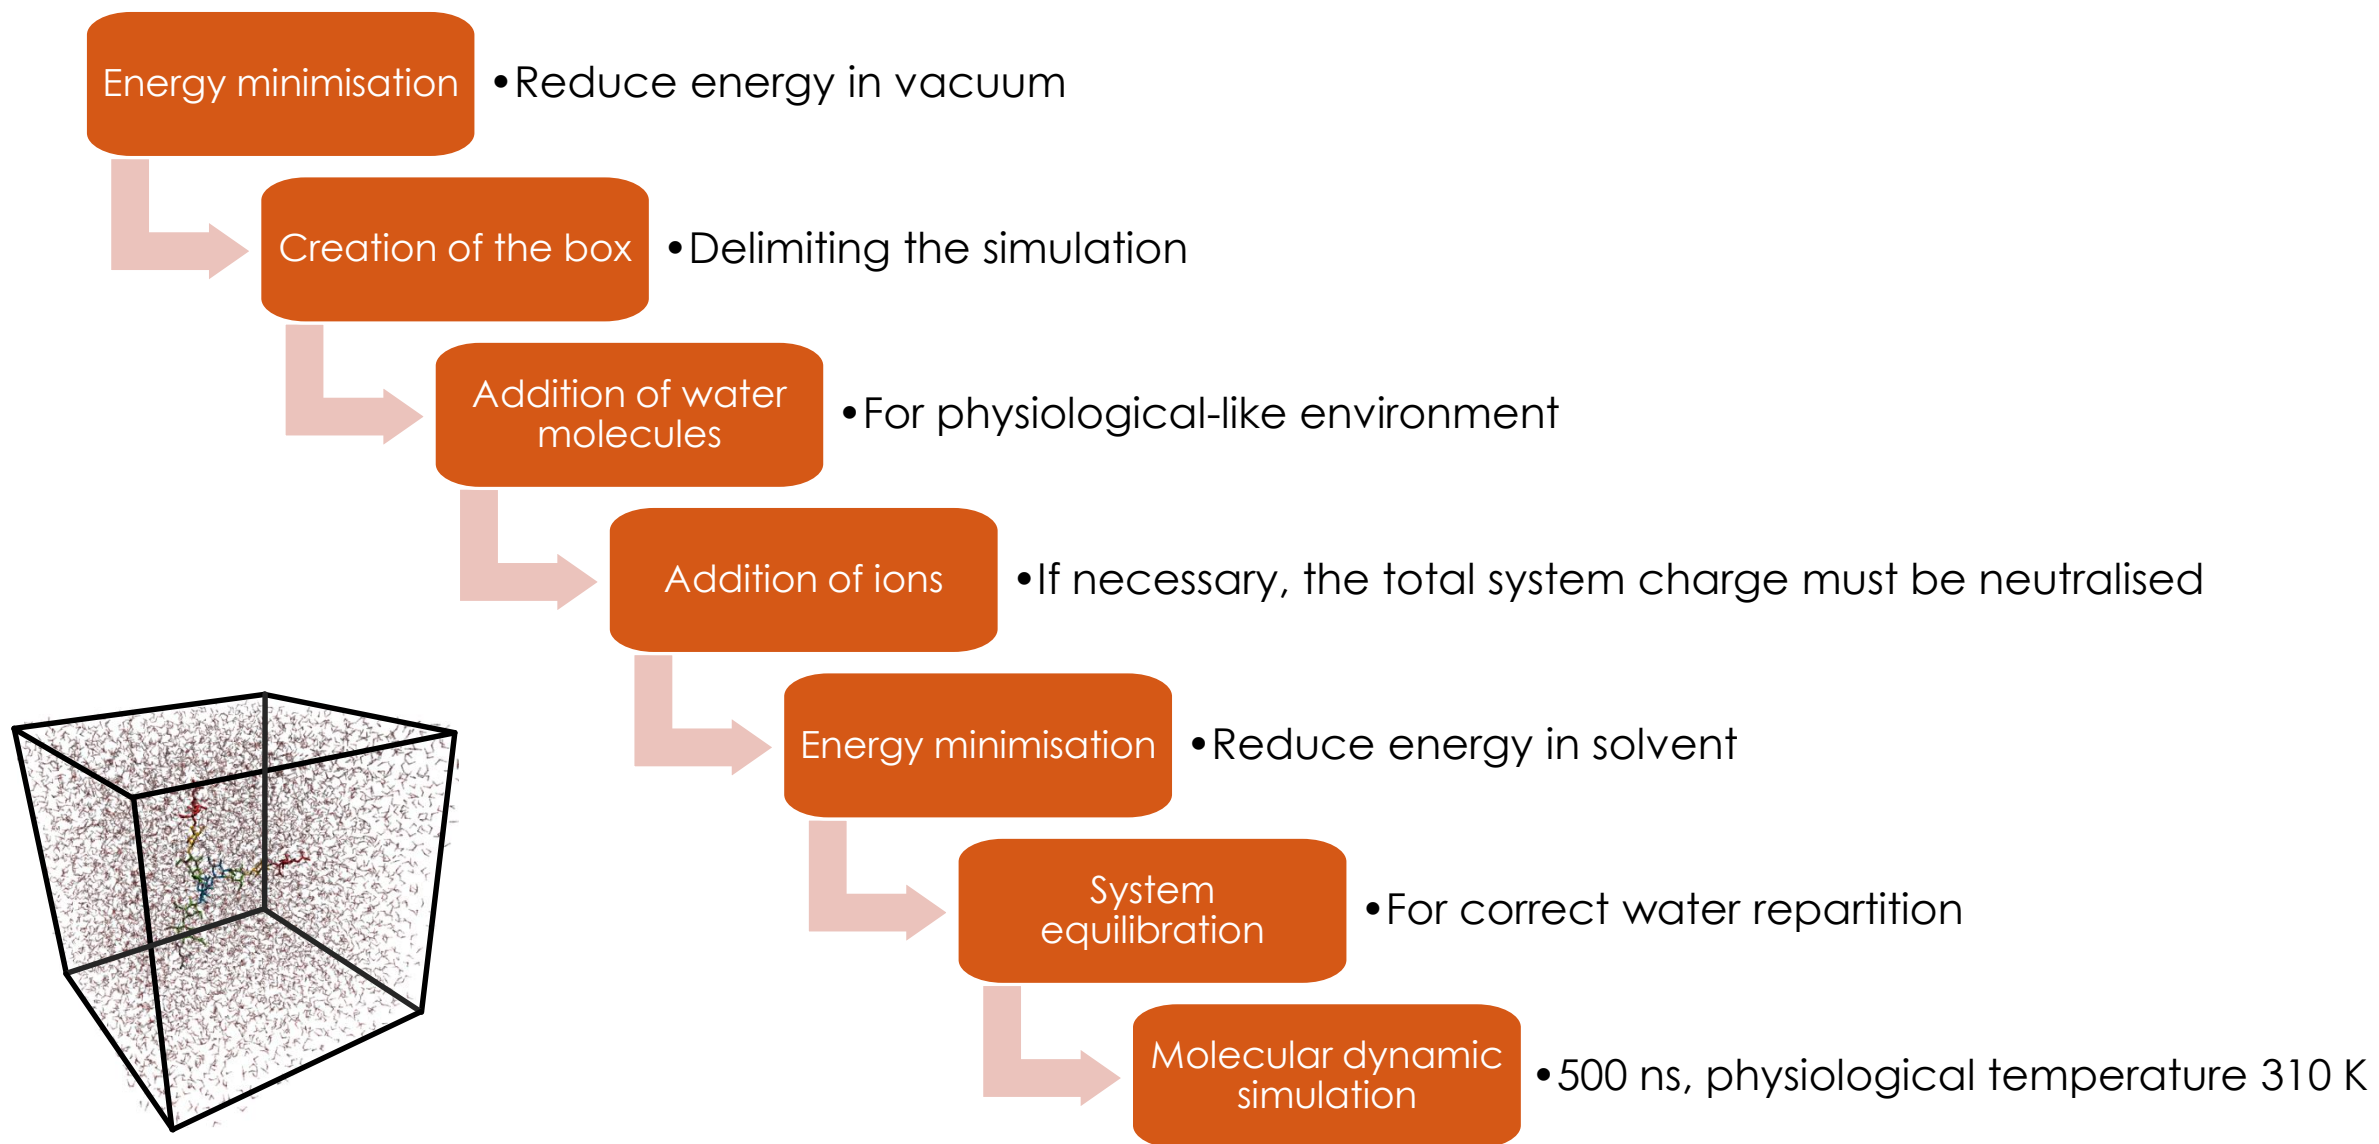 Energy minimisation
•Reduce energy in vacuum
Creation of the box
•Delimiting the simulation
Addition of water
molecules
•For physiological-like environment
Addition of ions
•If necessary, the total system charge must be neutralised
Energy minimisation
•Reduce energy in solvent
System
equilibration
•For correct water repartition
Molecular dynamic
simulation
•500 ns, physiological temperature 310 K